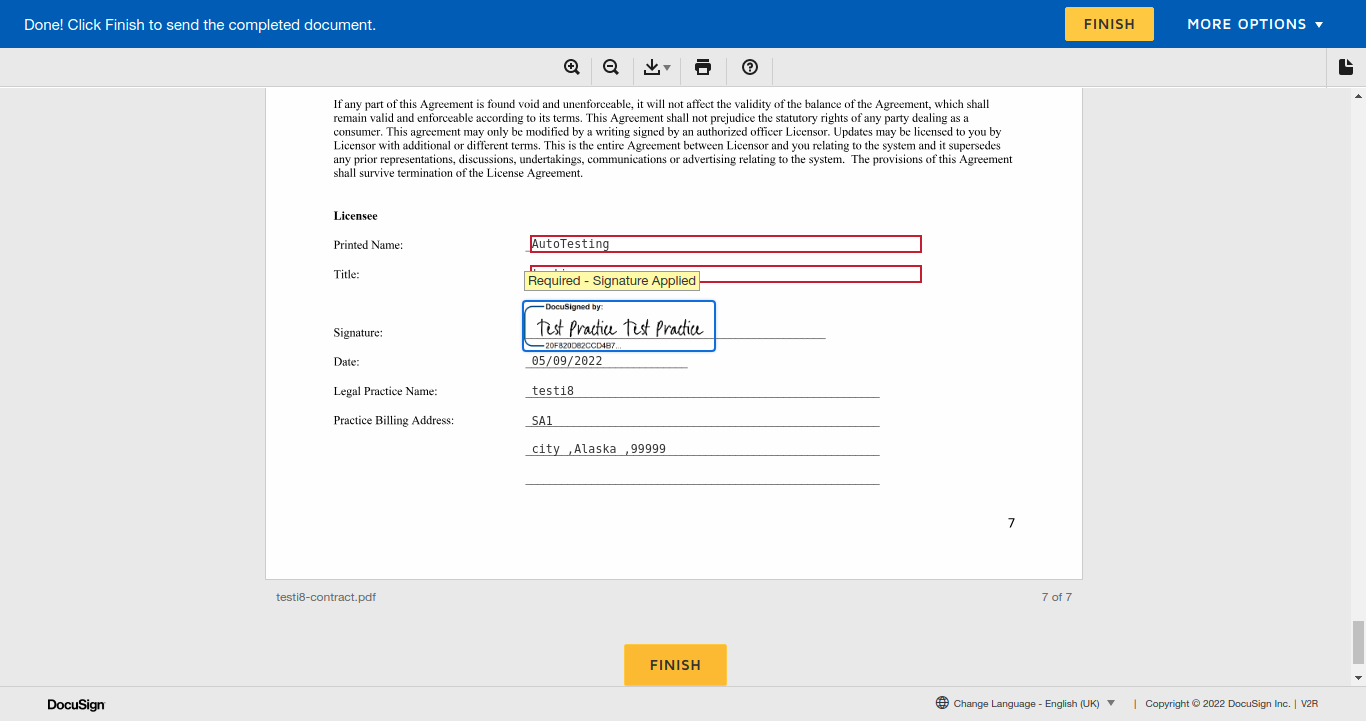 Done! Click Finish to send the completed document.
FINISH
MORE OPTIONS
If any part of this Agreement is found void and unenforceable, it will not affect the validity of the balance of the Agreement, which shall
remain valid and enforceable according to its terms. This Agreement shall not prejudice the statutory rights of any party dealing as a
consumer. This agreement may only be modified by a writing signed by an authorized officer Licensor. Updates may be licensed to you by
Licensor with additional or different terms. This is the entire Agreement between Licensor and you relating to the system and it supersedes
any prior representations, discussions, undertakings, communications or advertising relating to the system.  The provisions of this Agreement
shall survive termination of the License Agreement.
Licensee
Printed Name: AutoTesting
Title:
Required - Signature Applied
DocuSigned by:
Signature: Test Practice Test Practice
20F820D82CCD4B7...
Date: 05/09/2022
Legal Practice Name: testi8
Practice Billing Address: SA1
city ,Alaska ,99999
7
testi8-contract.pdf 7 of 7
FINISH
DocuSign Change Language - English (UK) | Copyright © 2022 DocuSign Inc. | V2R